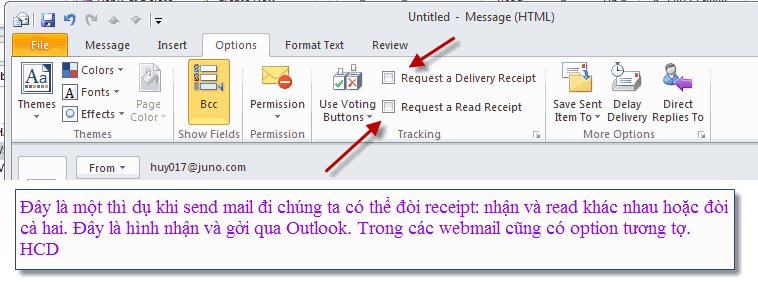 Untitled - Message (HTML)
File Message Insert Options Format Text Review
Themes Colors Fonts Effects Page Color Bcc Permission Use Voting Buttons Request a Delivery Receipt Request a Read Receipt Save Sent Item To Delay Delivery Direct Replies To
Themes Show Fields Permission Tracking More Options
From huy017@juno.com
Đây là một thì dụ khi send mail đi chúng ta có thể đòi receipt: nhận và read khác nhau hoặc đòi
cả hai. Đây là hình nhận và gởi qua Outlook. Trong các webmail cũng có option tương tợ.
HCD